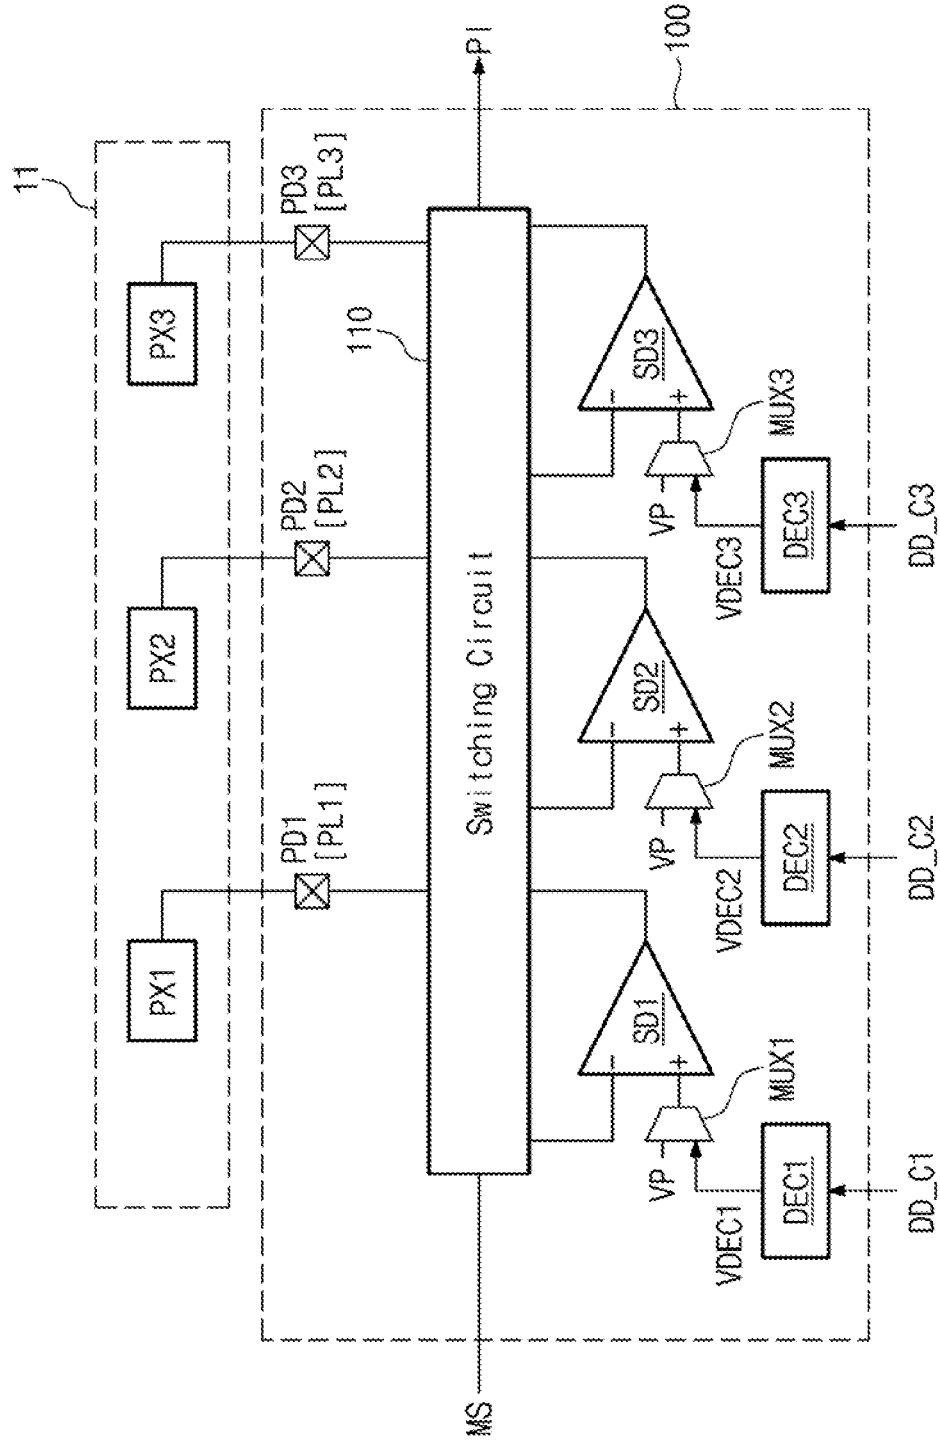 11
PX1
PX2
PX3
PD1
[PL1]
PD2
[PL2]
PD3
[PL3]
110
MS
Switching Circuit
PI
SD1
-
+
SD2
-
+
SD3
-
+
VP
MUX1
VP
MUX2
VP
MUX3
VDEC1
DEC1
VDEC2
DEC2
VDEC3
DEC3
100
DD_C1
DD_C2
DD_C3